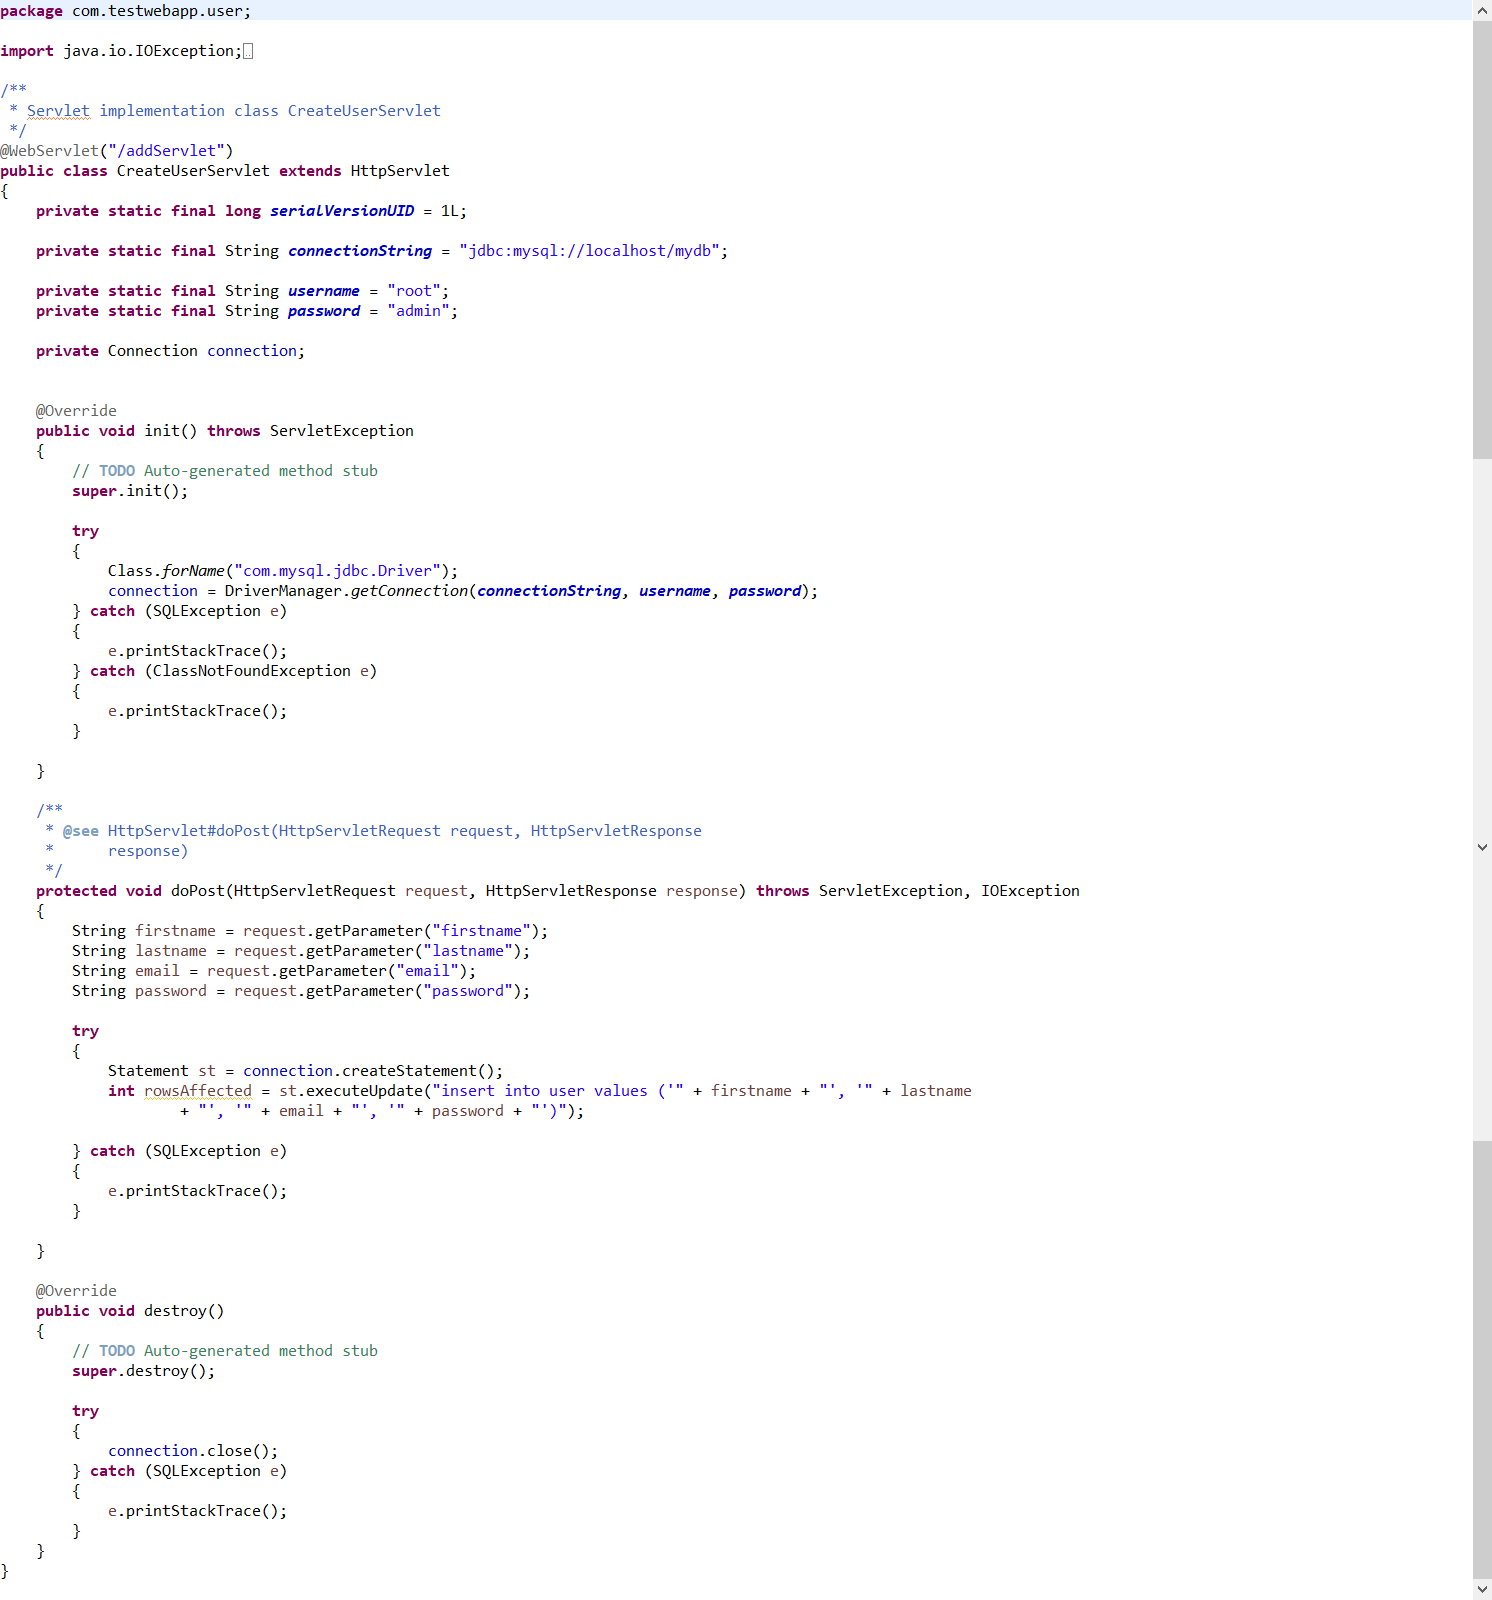 package com.testwebapp.user;
import java.io.IOException;
/**
 * Servlet implementation class CreateUserServlet
 */
@WebServlet("/addServlet")
public class CreateUserServlet extends HttpServlet
{
    private static final long serialVersionUID = 1L;
    private static final String connectionString = "jdbc:mysql://localhost/mydb";
    private static final String username = "root";
    private static final String password = "admin";
    private Connection connection;
    @Override
    public void init() throws ServletException
    {
        // TODO Auto-generated method stub
        super.init();
        try
        {
            Class.forName("com.mysql.jdbc.Driver");
            connection = DriverManager.getConnection(connectionString, username, password);
        } catch (SQLException e)
        {
            e.printStackTrace();
        } catch (ClassNotFoundException e)
        {
            e.printStackTrace();
        }
    }
    /**
     * @see HttpServlet#doPost(HttpServletRequest request, HttpServletResponse
     *      response)
     */
    protected void doPost(HttpServletRequest request, HttpServletResponse response) throws ServletException, IOException
    {
        String firstname = request.getParameter("firstname");
        String lastname = request.getParameter("lastname");
        String email = request.getParameter("email");
        String password = request.getParameter("password");
        try
        {
            Statement st = connection.createStatement();
            int rowsAffected = st.executeUpdate("insert into user values ('" + firstname + "', '" + lastname
                    + "', '" + email + "', '" + password + "')");
        } catch (SQLException e)
        {
            e.printStackTrace();
        }
    }
    @Override
    public void destroy()
    {
        // TODO Auto-generated method stub
        super.destroy();
        try
        {
            connection.close();
        } catch (SQLException e)
        {
            e.printStackTrace();
        }
    }
}